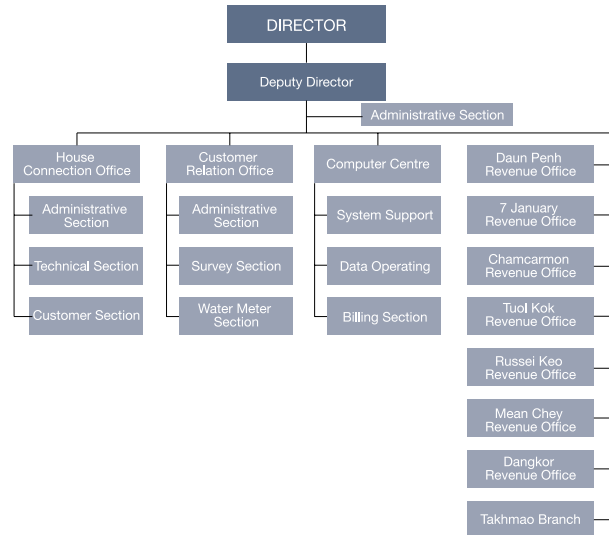 DIRECTOR
Deputy Director
Administrative Section
House
Connection Office
Administrative
Section
Technical Section
Customer Section
Customer
Relation Office
Administrative
Section
Survey Section
Water Meter
Section
Computer Centre
System Support
Data Operating
Billing Section
Daun Penh
Revenue Office
7 January
Revenue Office
Chamcarmon
Revenue Office
Tuol Kok
Revenue Office
Russei Keo
Revenue Office
Mean Chey
Revenue Office
Dangkor
Revenue Office
Takhmao Branch